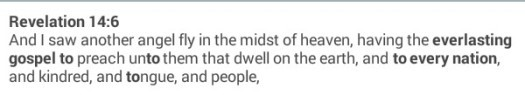 Revelation 14:6
And I saw another angel fly in the midst of heaven, having the everlasting
gospel to preach unto them that dwell on the earth, and to every nation,
and kindred, and tongue, and people,